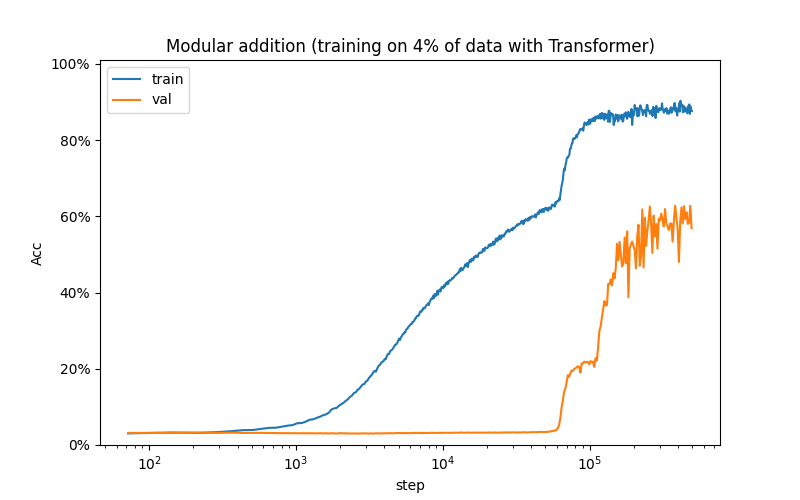 Modular addition (training on 4% of data with Transformer)
100%
train
val
80%
60%
Acc
40%
20%
0%
10²
10³
10⁴
10⁵
step